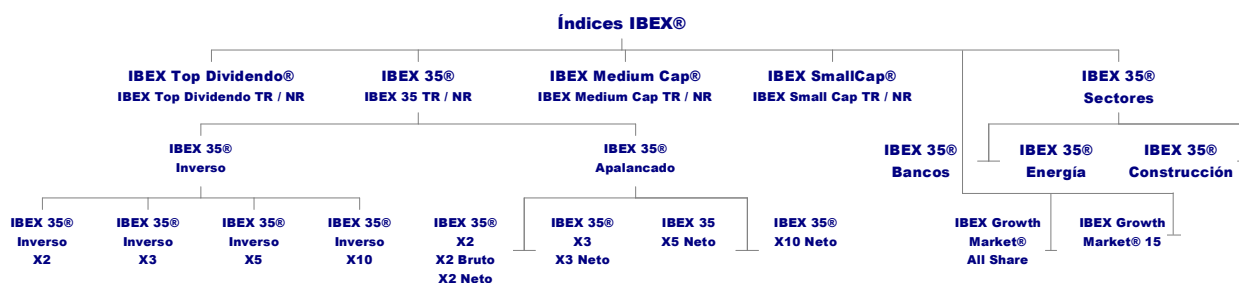 Índices IBEX®
IBEX Top Dividendo®
IBEX Top Dividendo TR / NR
IBEX 35®
IBEX 35 TR / NR
IBEX Medium Cap®
IBEX Medium Cap TR / NR
IBEX SmallCap®
IBEX Small Cap TR / NR
IBEX 35®
Sectores
IBEX 35®
Inverso
IBEX 35®
Apalancado
IBEX 35®
Bancos
IBEX 35®
Energía
IBEX 35®
Construcción
IBEX 35®
Inverso
X2
IBEX 35®
Inverso
X3
IBEX 35®
Inverso
X5
IBEX 35®
Inverso
X10
IBEX 35®
X2
X2 Bruto
X2 Neto
IBEX 35®
X3
X3 Neto
IBEX 35
X5 Neto
IBEX 35®
X10 Neto
IBEX Growth
Market®
All Share
IBEX Growth
Market® 15